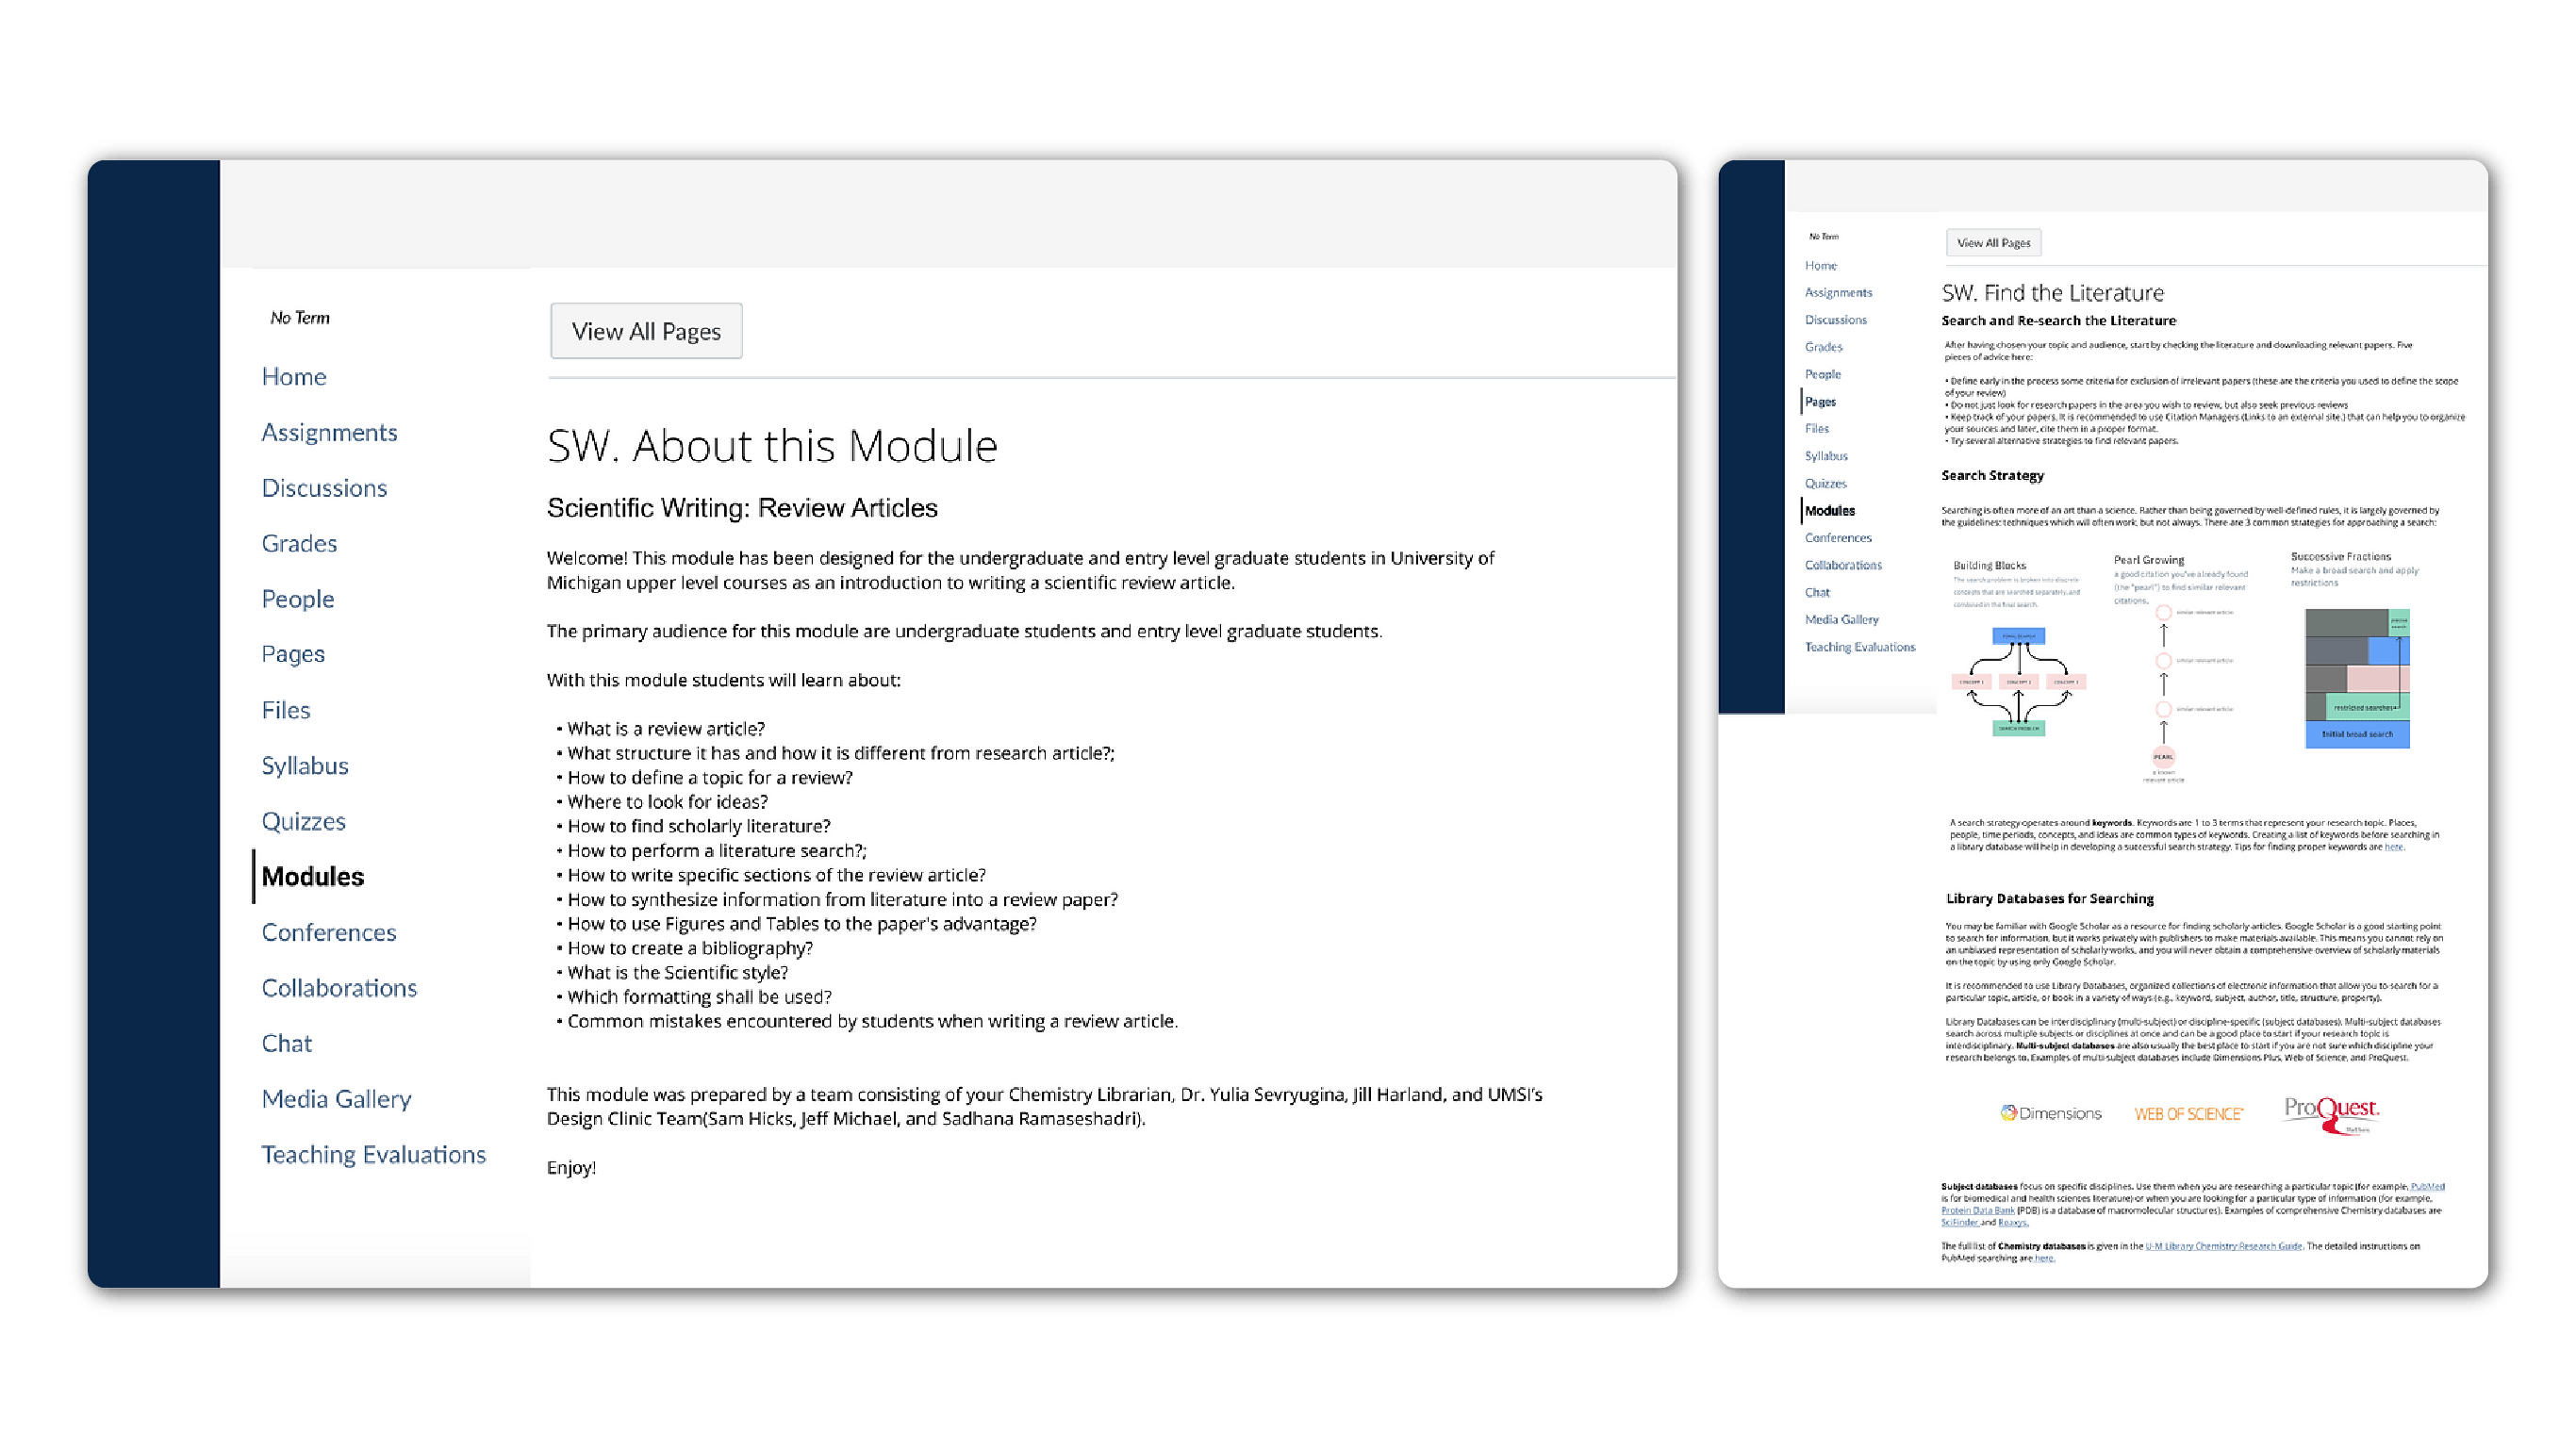 No Term
Home
Assignments
Discussions
Grades
People
Pages
Files
Syllabus
Quizzes
Modules
Conferences
Collaborations
Chat
Media Gallery
Teaching Evaluations
View All Pages
SW. About this Module
Scientific Writing: Review Articles
Welcome! This module has been designed for the undergraduate and entry level graduate students in University of
Michigan upper level courses as an introduction to writing a scientific review article.
The primary audience for this module are undergraduate students and entry level graduate students.
With this module students will learn about:
• What is a review article?
• What structure it has and how it is different from research article?;
• How to define a topic for a review?
• Where to look for ideas?
• How to find scholarly literature?
• How to perform a literature search?;
• How to write specific sections of the review article?
• How to synthesize information from literature into a review paper?
• How to use Figures and Tables to the paper's advantage?
• How to create a bibliography?
• What is the Scientific style?
• Which formatting shall be used?
• Common mistakes encountered by students when writing a review article.
This module was prepared by a team consisting of your Chemistry Librarian, Dr. Yulia Sevryugina, Jill Harland, and UMSI's
Design Clinic Team(Sam Hicks, Jeff Michael, and Sadhana Ramaseshadri).
Enjoy!
No Term
Home
Assignments
Discussions
Grades
People
Pages
Files
Syllabus
Quizzes
Modules
Conferences
Collaborations
Chat
Media Gallery
Teaching Evaluations
View All Pages
SW. Find the Literature
Search and Re-search the Literature
After having chosen your topic and audience, start by checking the literature and downloading relevant papers. Five
pieces of advice here:
• Define early in the process some criteria for exclusion of irrelevant papers (these are the criteria you used to define the scope
of your review)
• Do not just look for research papers in the area you wish to review, but also seek previous reviews
• Keep track of your papers. It is recommended to use Citation Managers (Links to an external site.) that can help you to organize
your sources and later, cite them in a proper format.
• Try several alternative strategies to find relevant papers.
Search Strategy
Searching is often more of an art than a science. Rather than being governed by well-defined rules, it is largely governed by
the guidelines: techniques which will often work, but not always. There are 3 common strategies for approaching a search:
Building Blocks
The search problem is broken into discrete
concepts that are searched separately, and
combined in the final search.
FINAL SEARCH
CONCEPT 1 CONCEPT 2 CONCEPT 3
SEARCH PROBLEM
Pearl Growing
a good citation you've already found
(the "pearl") to find similar relevant
citations.
similar relevant article
similar relevant article
similar relevant article
PEARL
a known
relevant article
Successive Fractions
Make a broad search and apply
restrictions
precise
search
restricted searches
Initial broad search
A search strategy operates around keywords. Keywords are 1 to 3 terms that represent your research topic. Places,
people, time periods, concepts, and ideas are common types of keywords. Creating a list of keywords before searching in
a library database will help in developing a successful search strategy. Tips for finding proper keywords are here.
Library Databases for Searching
You may be familiar with Google Scholar as a resource for finding scholarly articles. Google Scholar is a good starting point
to search for information, but it works privately with publishers to make materials available. This means you cannot rely on
an unbiased representation of scholarly works, and you will never obtain a comprehensive overview of scholarly materials
on the topic by using only Google Scholar.
It is recommended to use Library Databases, organized collections of electronic information that allow you to search for a
particular topic, article, or book in a variety of ways (e.g., keyword, subject, author, title, structure, property).
Library Databases can be interdisciplinary (multi-subject) or discipline-specific (subject databases). Multi-subject databases
search across multiple subjects or disciplines at once and can be a good place to start if your research topic is
interdisciplinary. Multi-subject databases are also usually the best place to start if you are not sure which discipline your
research belongs to. Examples of multi-subject databases include Dimensions Plus, Web of Science, and ProQuest.
Dimensions
WEB OF SCIENCE™
ProQuest.
Subject databases focus on specific disciplines. Use them when you are researching a particular topic (for example, PubMed
is for biomedical and health sciences literature) or when you are looking for a particular type of information (for example,
Protein Data Bank (PDB) is a database of macromolecular structures). Examples of comprehensive Chemistry databases are
SciFinder and Reaxys.
The full list of Chemistry databases is given in the U-M Library Chemistry Research Guide. The detailed instructions on
PubMed searching are here.